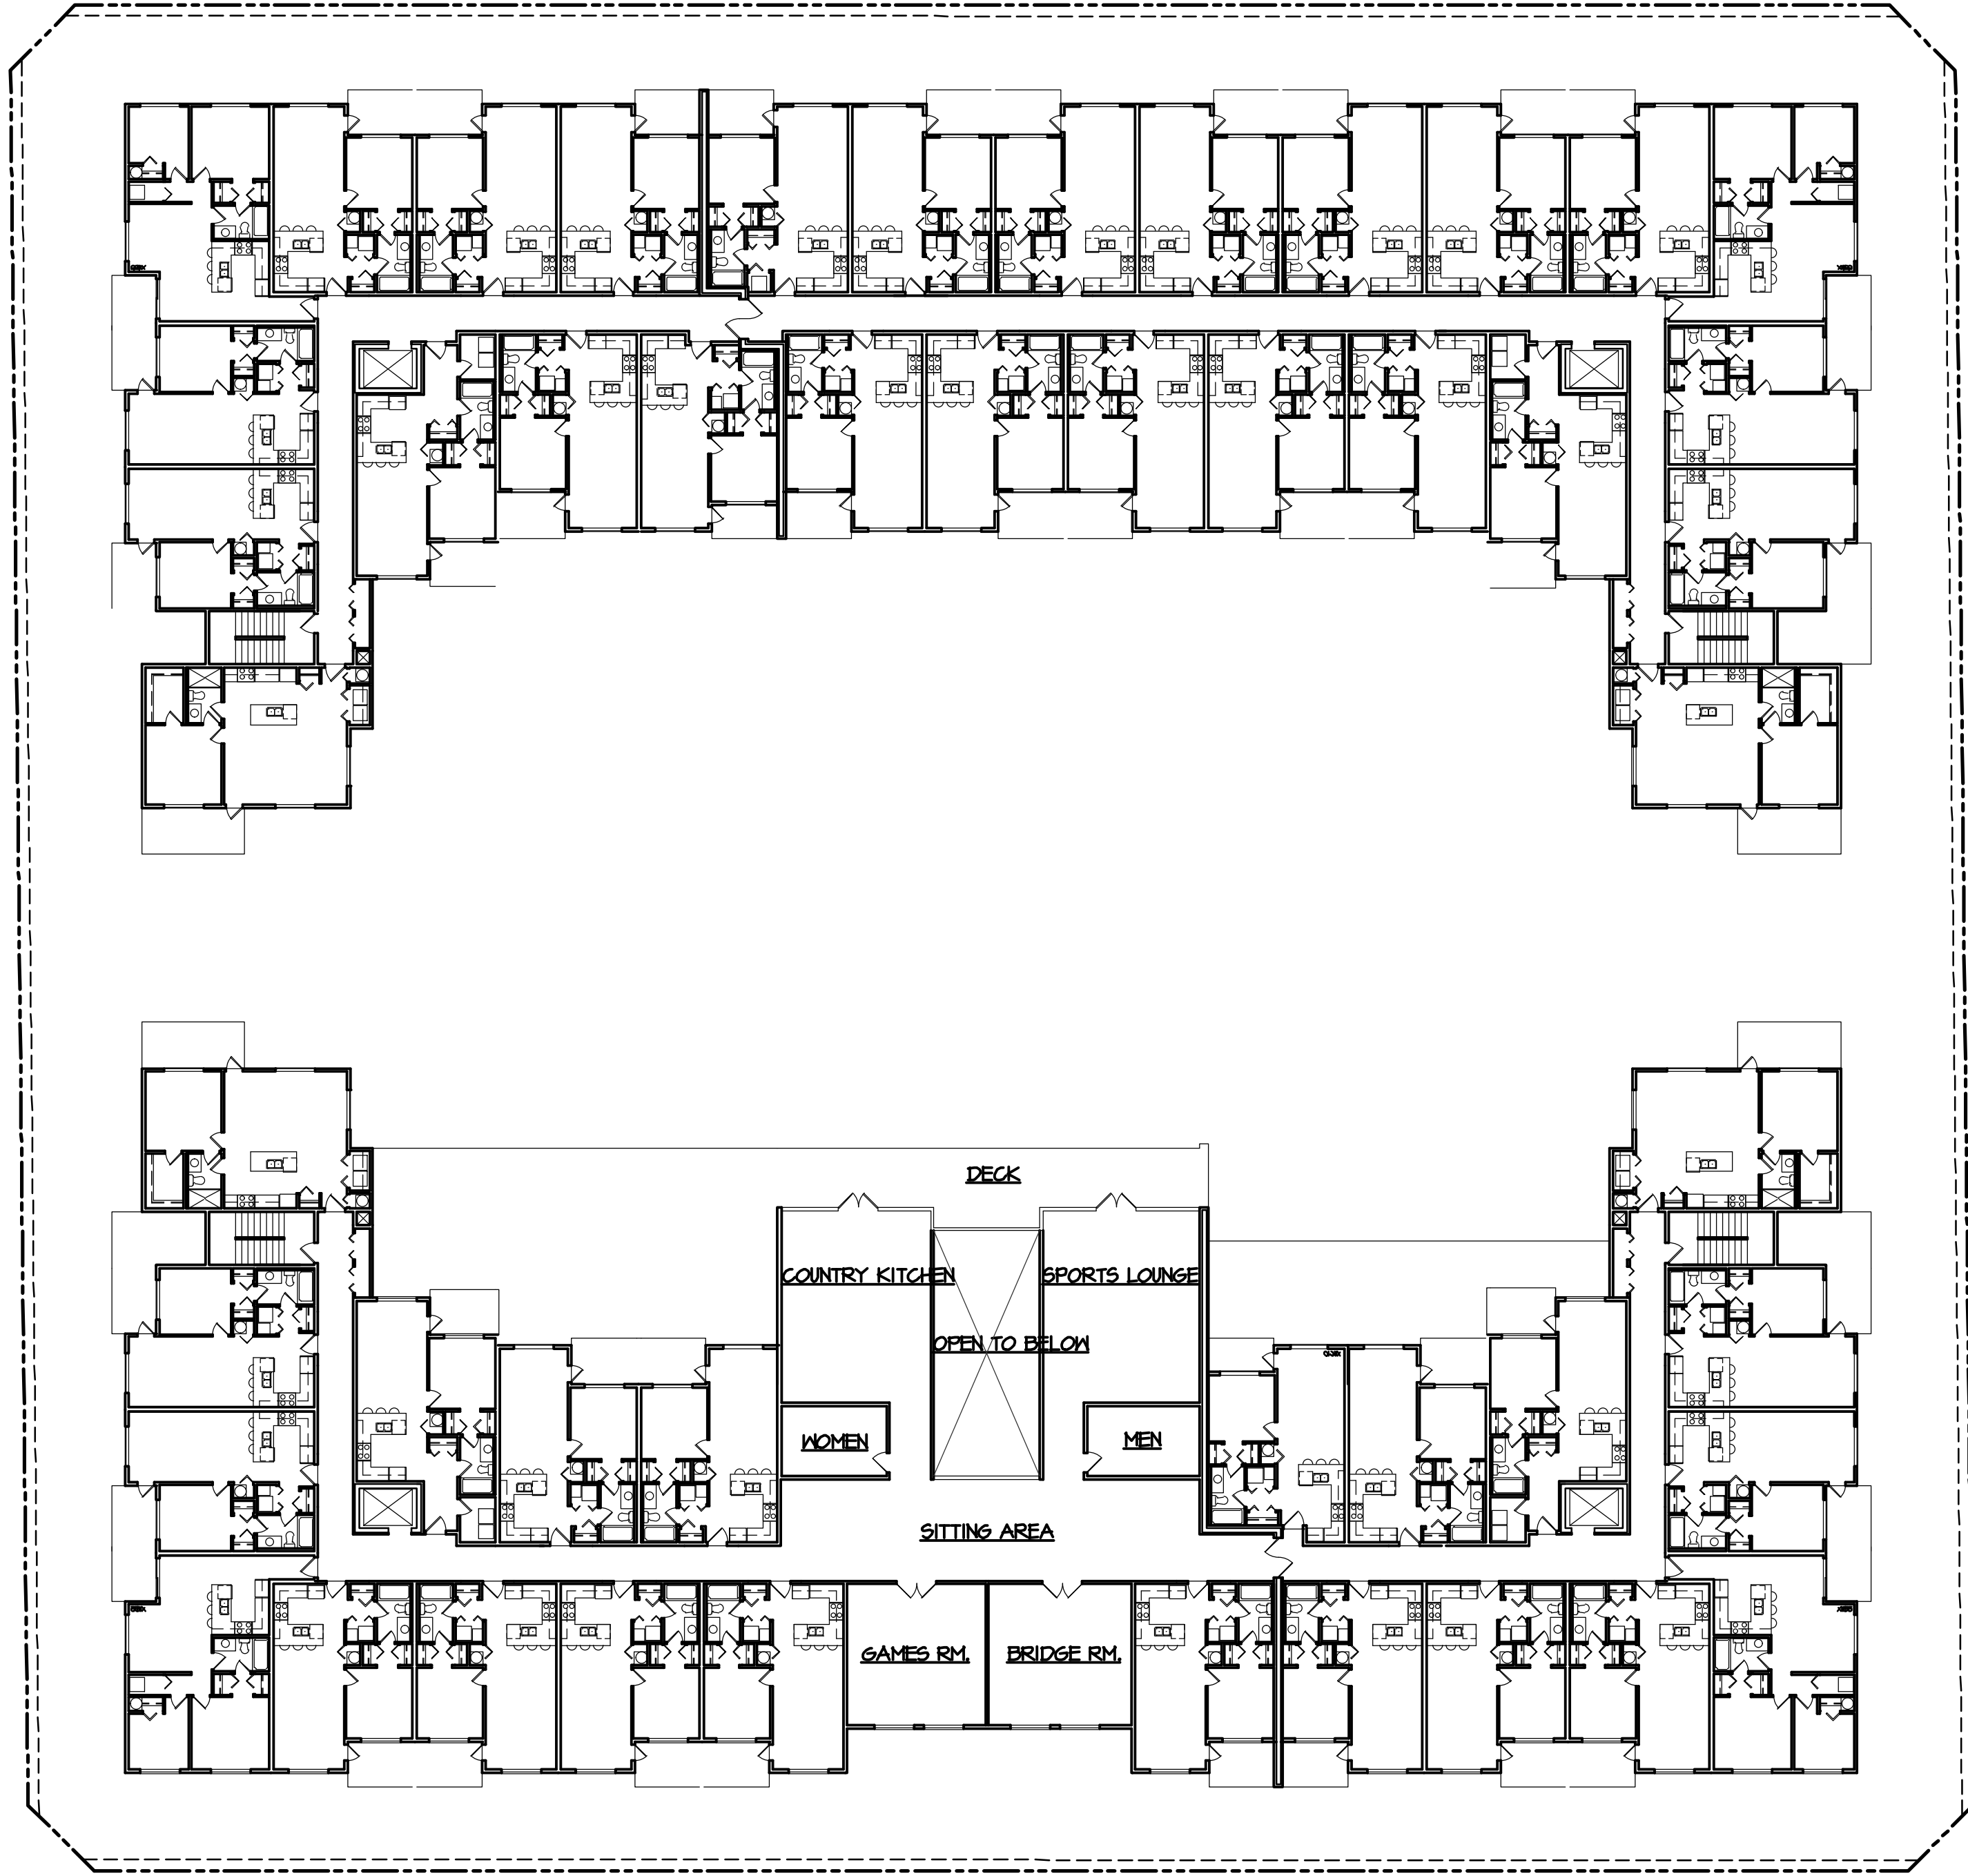 DECK
COUNTRY KITCHEN
SPORTS LOUNGE
OPEN TO BELOW
WOMEN
MEN
SITTING AREA
GAMES RM.
BRIDGE RM.